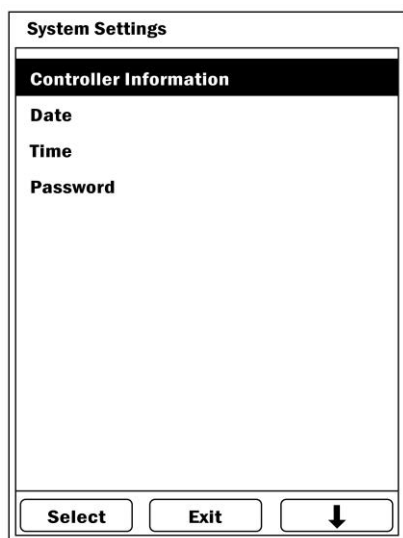 System Settings
Controller Information
Date
Time
Password
Select Exit